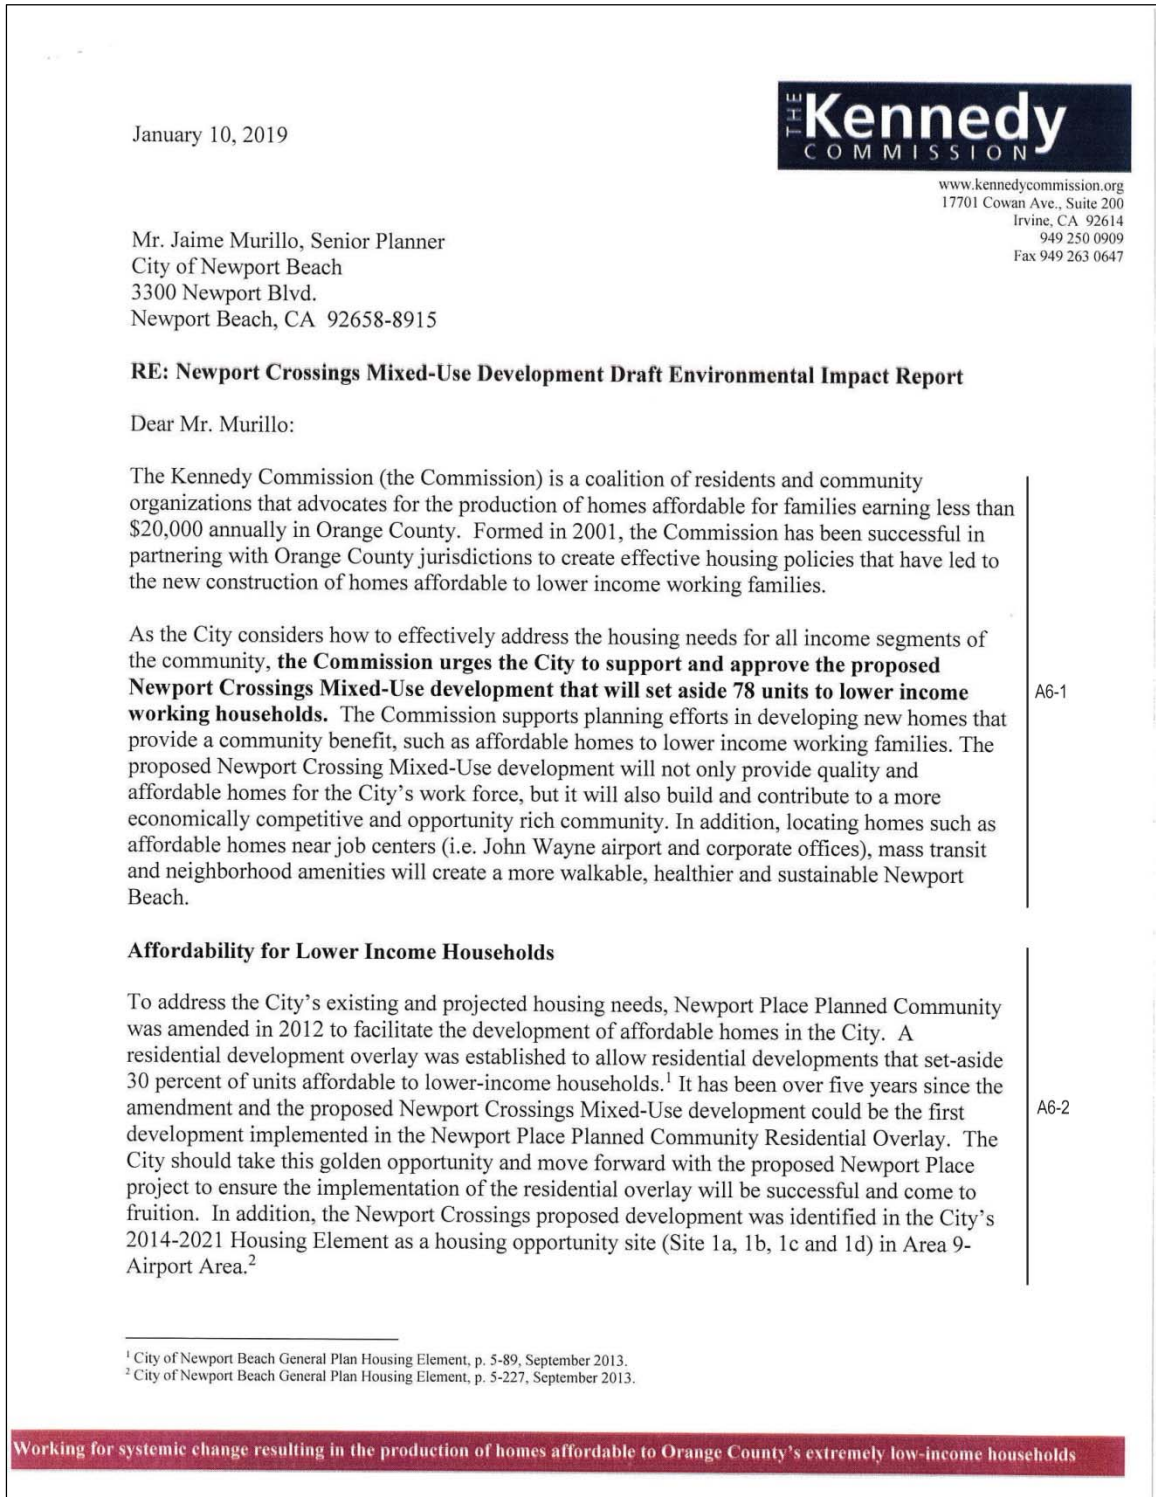 January 10, 2019
THE Kennedy
COMMISSION
www.kennedycommission.org
17701 Cowan Ave., Suite 200
Irvine, CA 92614
949 250 0909
Fax 949 263 0647
Mr. Jaime Murillo, Senior Planner
City of Newport Beach
3300 Newport Blvd.
Newport Beach, CA 92658-8915
RE: Newport Crossings Mixed-Use Development Draft Environmental Impact Report
Dear Mr. Murillo:
The Kennedy Commission (the Commission) is a coalition of residents and community
organizations that advocates for the production of homes affordable for families earning less than
$20,000 annually in Orange County. Formed in 2001, the Commission has been successful in
partnering with Orange County jurisdictions to create effective housing policies that have led to
the new construction of homes affordable to lower income working families.
As the City considers how to effectively address the housing needs for all income segments of
the community, the Commission urges the City to support and approve the proposed
Newport Crossings Mixed-Use development that will set aside 78 units to lower income
working households. The Commission supports planning efforts in developing new homes that
provide a community benefit, such as affordable homes to lower income working families. The
proposed Newport Crossing Mixed-Use development will not only provide quality and
affordable homes for the City's work force, but it will also build and contribute to a more
economically competitive and opportunity rich community. In addition, locating homes such as
affordable homes near job centers (i.e. John Wayne airport and corporate offices), mass transit
and neighborhood amenities will create a more walkable, healthier and sustainable Newport
Beach.
A6-1
Affordability for Lower Income Households
To address the City's existing and projected housing needs, Newport Place Planned Community
was amended in 2012 to facilitate the development of affordable homes in the City. A
residential development overlay was established to allow residential developments that set-aside
30 percent of units affordable to lower-income households.¹ It has been over five years since the
amendment and the proposed Newport Crossings Mixed-Use development could be the first
development implemented in the Newport Place Planned Community Residential Overlay. The
City should take this golden opportunity and move forward with the proposed Newport Place
project to ensure the implementation of the residential overlay will be successful and come to
fruition. In addition, the Newport Crossings proposed development was identified in the City's
2014-2021 Housing Element as a housing opportunity site (Site 1a, 1b, 1c and 1d) in Area 9-
Airport Area.²
A6-2
¹ City of Newport Beach General Plan Housing Element, p. 5-89, September 2013.
² City of Newport Beach General Plan Housing Element, p. 5-227, September 2013.
Working for systemic change resulting in the production of homes affordable to Orange County's extremely low-income households